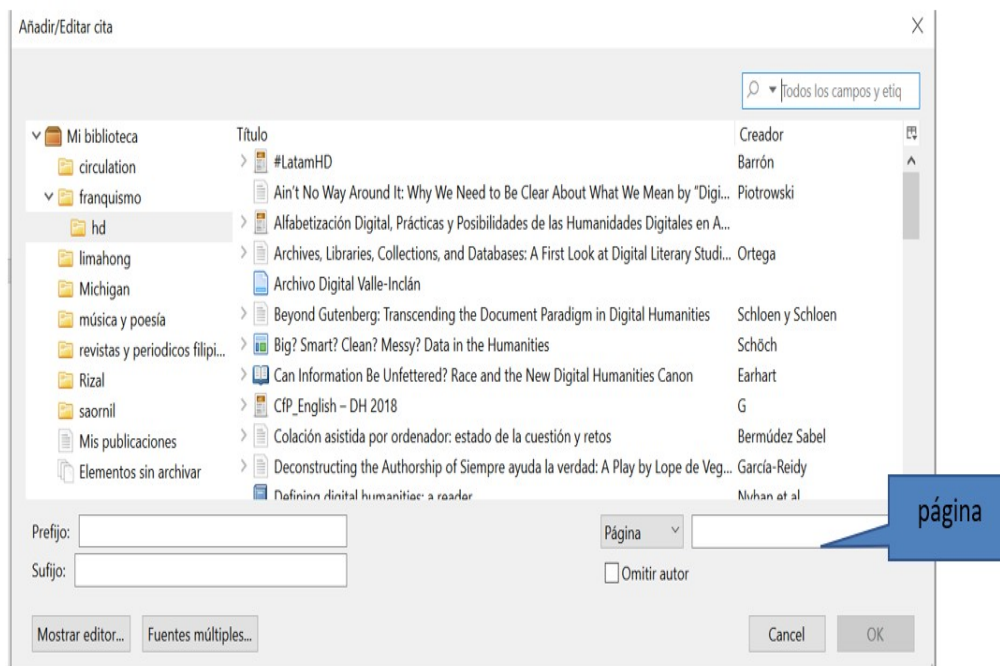 Añadir/Editar cita
Todos los campos y etiq
Mi biblioteca
circulation
franquismo
hd
limahong
Michigan
música y poesía
revistas y periodicos filipi...
Rizal
saornil
Mis publicaciones
Elementos sin archivar
Título Creador
#LatamHD Barrón
Ain't No Way Around It: Why We Need to Be Clear About What We Mean by "Digi... Piotrowski
Alfabetización Digital, Prácticas y Posibilidades de las Humanidades Digitales en A...
Archives, Libraries, Collections, and Databases: A First Look at Digital Literary Studi... Ortega
Archivo Digital Valle-Inclán
Beyond Gutenberg: Transcending the Document Paradigm in Digital Humanities Schloen y Schloen
Big? Smart? Clean? Messy? Data in the Humanities Schöch
Can Information Be Unfettered? Race and the New Digital Humanities Canon Earhart
CfP_English – DH 2018 G
Colación asistida por ordenador: estado de la cuestión y retos Bermúdez Sabel
Deconstructing the Authorship of Siempre ayuda la verdad: A Play by Lope de Veg... García-Reidy
Defining digital humanities: a reader Nyhan et al
página
Prefijo: Página
Sufijo: Omitir autor
Mostrar editor... Fuentes múltiples... Cancel OK